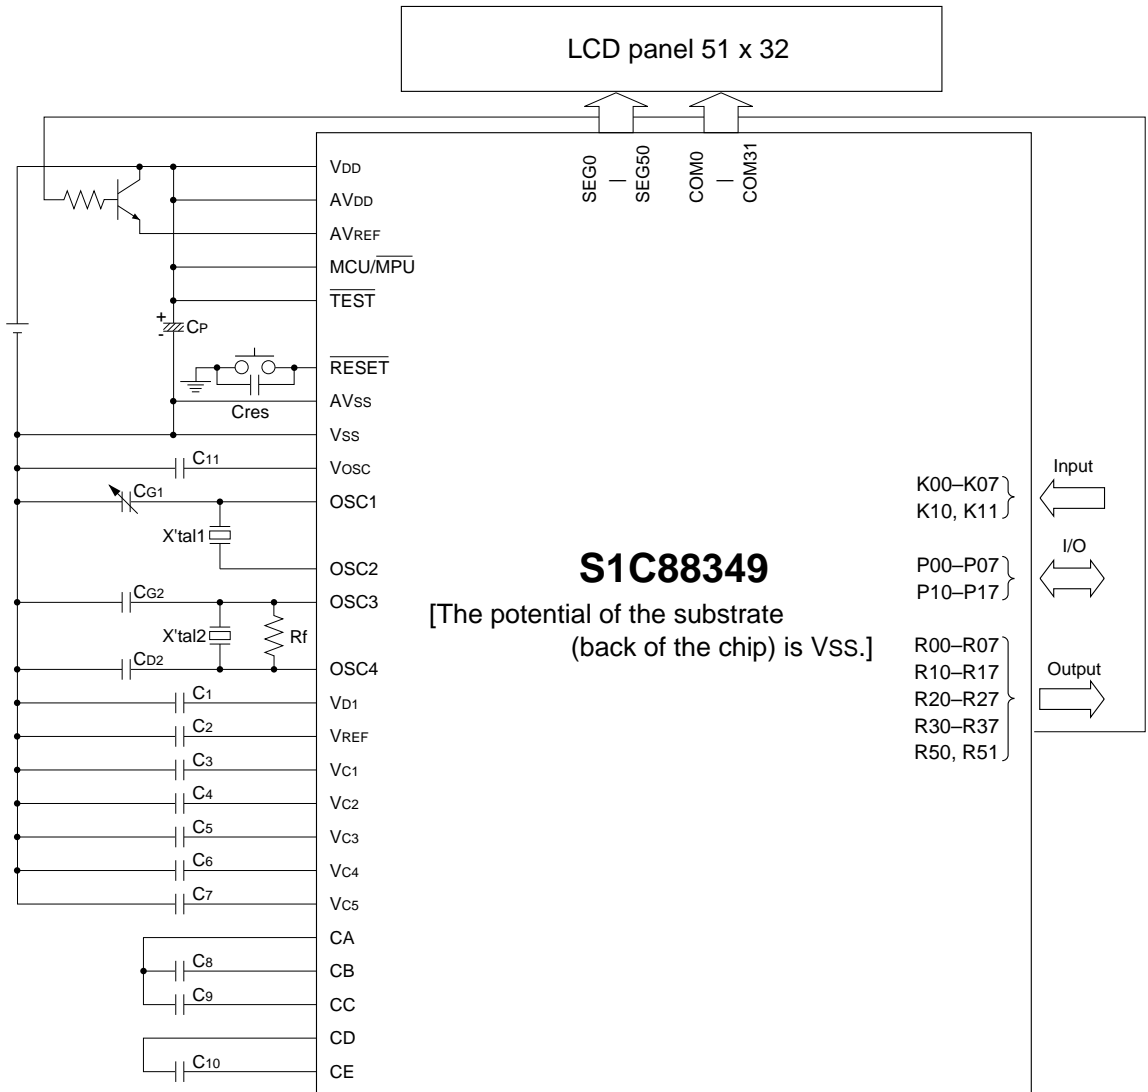 LCD panel 51 x 32
SEG0
SEG50
COM0
COM31
VDD
AVDD
AVREF
MCU/MPU
TEST
+
-
CP
RESET
Cres
AVSS
VSS
C11
VOSC
CG1
OSC1
X'tal1
OSC2
CG2
OSC3
X'tal2
Rf
CD2
OSC4
C1
VD1
C2
VREF
C3
VC1
C4
VC2
C5
VC3
C6
VC4
C7
VC5
CA
C8
CB
C9
CC
CD
C10
CE
S1C88349
[The potential of the substrate
(back of the chip) is VSS.]
K00–K07
K10, K11
Input
P00–P07
P10–P17
I/O
R00–R07
R10–R17
R20–R27
R30–R37
R50, R51
Output